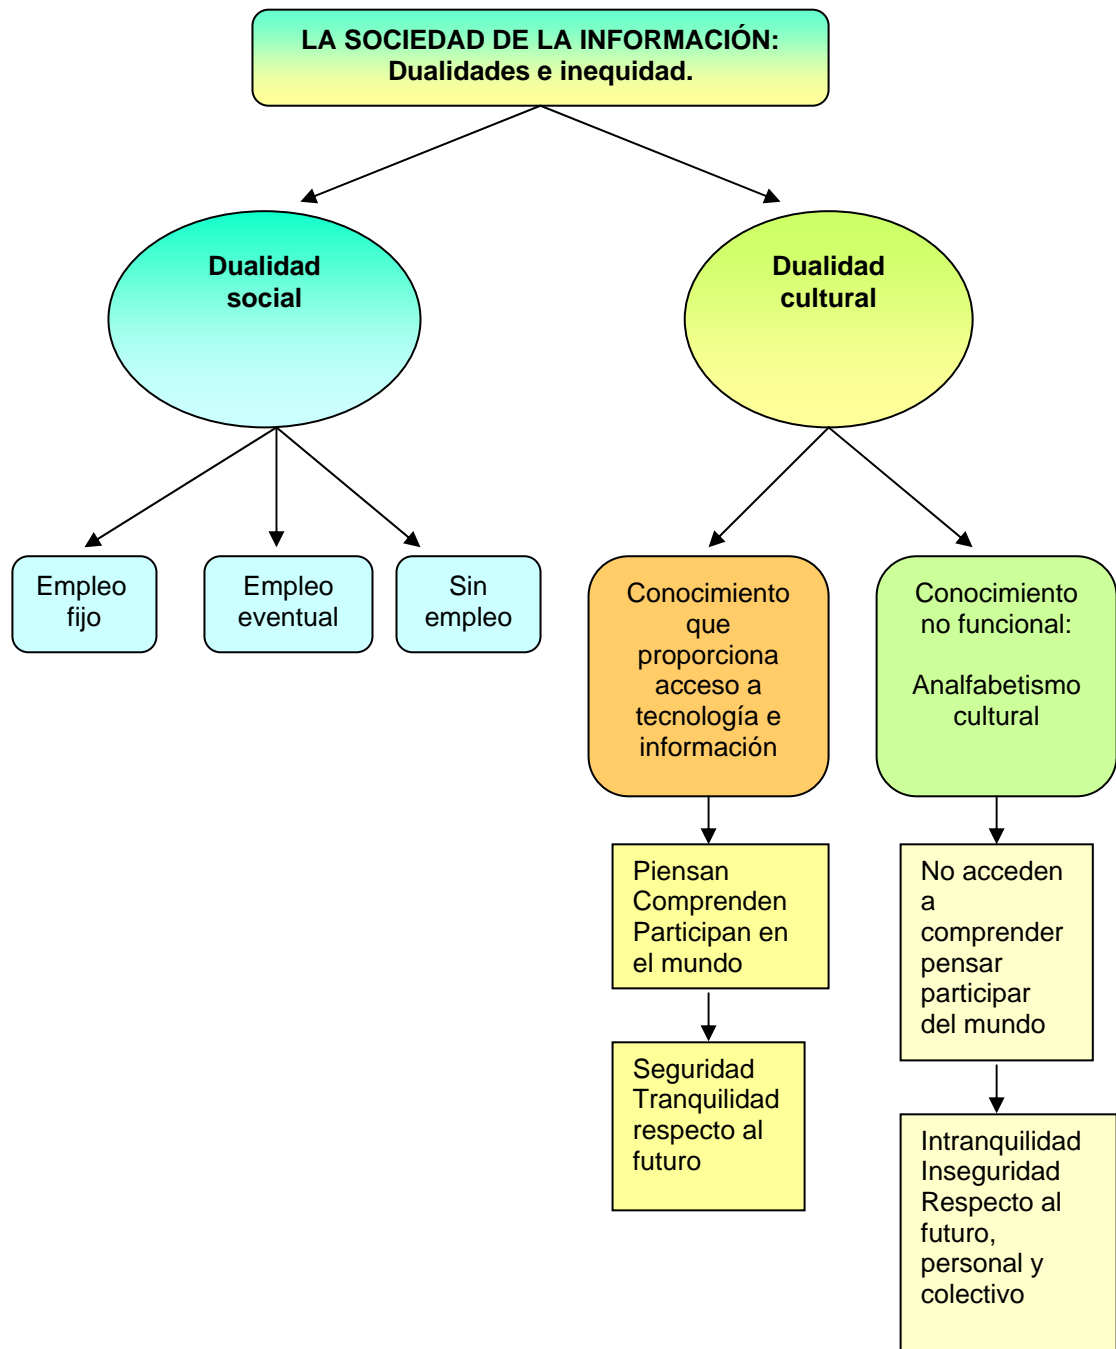 LA SOCIEDAD DE LA INFORMACIÓN:
Dualidades e inequidad.
Dualidad
social
Dualidad
cultural
Empleo
fijo
Empleo
eventual
Sin
empleo
Conocimiento
que
proporciona
acceso a
tecnología e
información
Conocimiento
no funcional:
Analfabetismo
cultural
Piensan
Comprenden
Participan en
el mundo
No acceden
a
comprender
pensar
participar
del mundo
Seguridad
Tranquilidad
respecto al
futuro
Intranquilidad
Inseguridad
Respecto al
futuro,
personal y
colectivo